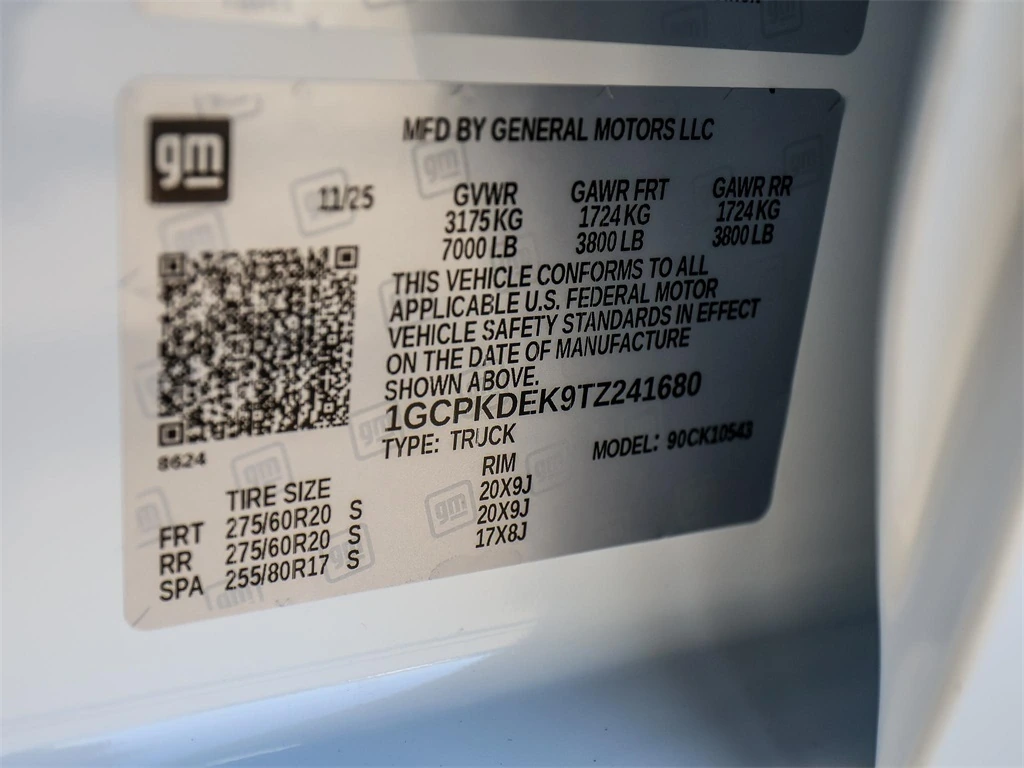 gm
MFD BY GENERAL MOTORS LLC
11/25 GVWR GAWR FRT GAWR RR
3175 KG 1724 KG 1724 KG
7000 LB 3800 LB 3800 LB
THIS VEHICLE CONFORMS TO ALL
APPLICABLE U.S. FEDERAL MOTOR
VEHICLE SAFETY STANDARDS IN EFFECT
ON THE DATE OF MANUFACTURE
SHOWN ABOVE.
1GCPKDEK9TZ241680
TYPE: TRUCK MODEL: 90CK10543
8624
TIRE SIZE RIM
FRT 275/60R20 S 20X9J
RR 275/60R20 S 20X9J
SPA 255/80R17 S 17X8J